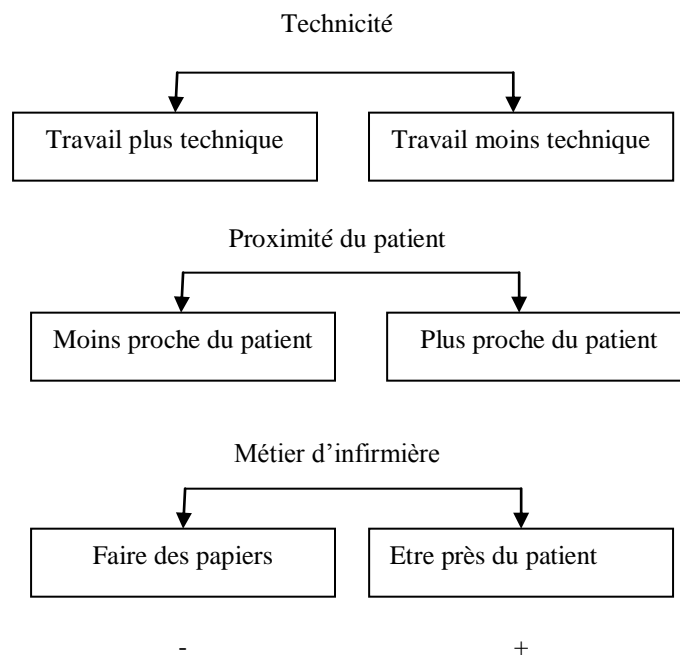 Technicité
Travail plus technique Travail moins technique
Proximité du patient
Moins proche du patient Plus proche du patient
Métier d’infirmière
Faire des papiers Etre près du patient
- +